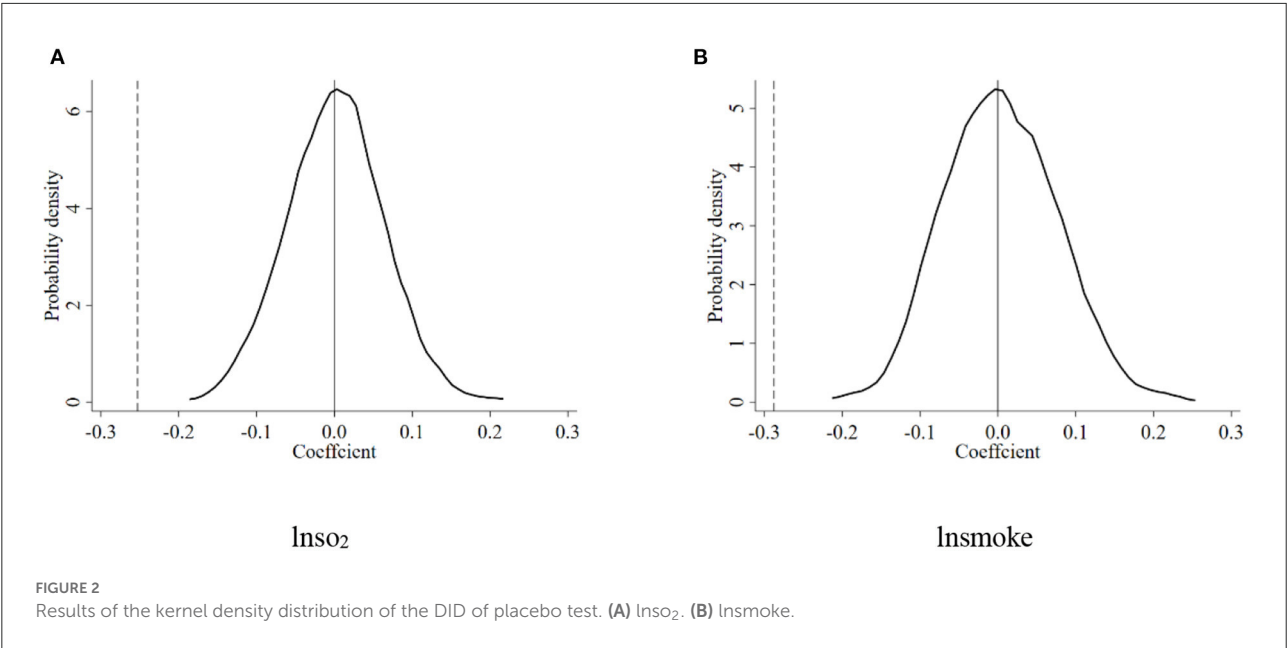 A
Probability density
6
4
2
0
-0.3 -0.2 -0.1 0.0 0.1 0.2 0.3
Coeffcient
lnso₂
B
Probability density
5
4
3
2
1
0
-0.3 -0.2 -0.1 0.0 0.1 0.2 0.3
Coeffcient
lnsmoke
FIGURE 2
Results of the kernel density distribution of the DID of placebo test. (A) lnso₂. (B) lnsmoke.